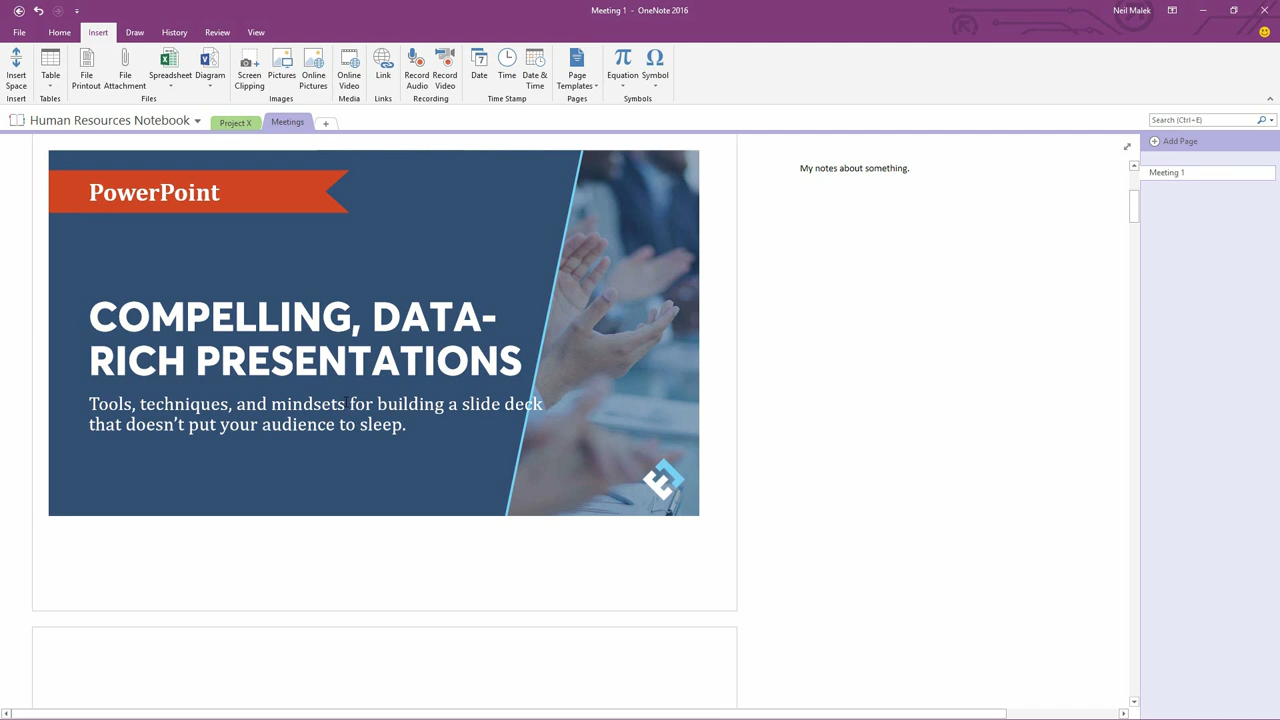 Meeting 1 - OneNote 2016
Neil Malek
File
Home
Insert
Draw
History
Review
View
Insert Space
Table
File Printout
File Attachment
Spreadsheet
Diagram
Screen Clipping
Pictures
Online Pictures
Online Video
Link
Record Audio
Record Video
Date
Time
Date & Time
Page Templates
Equation
Symbol
Insert
Tables
Files
Images
Media
Links
Recording
Time Stamp
Pages
Symbols
Human Resources Notebook
Project X
Meetings
Search (Ctrl+E)
Add Page
Meeting 1
PowerPoint
COMPELLING, DATA-
RICH PRESENTATIONS
Tools, techniques, and mindsets for building a slide deck
that doesn't put your audience to sleep.
My notes about something.